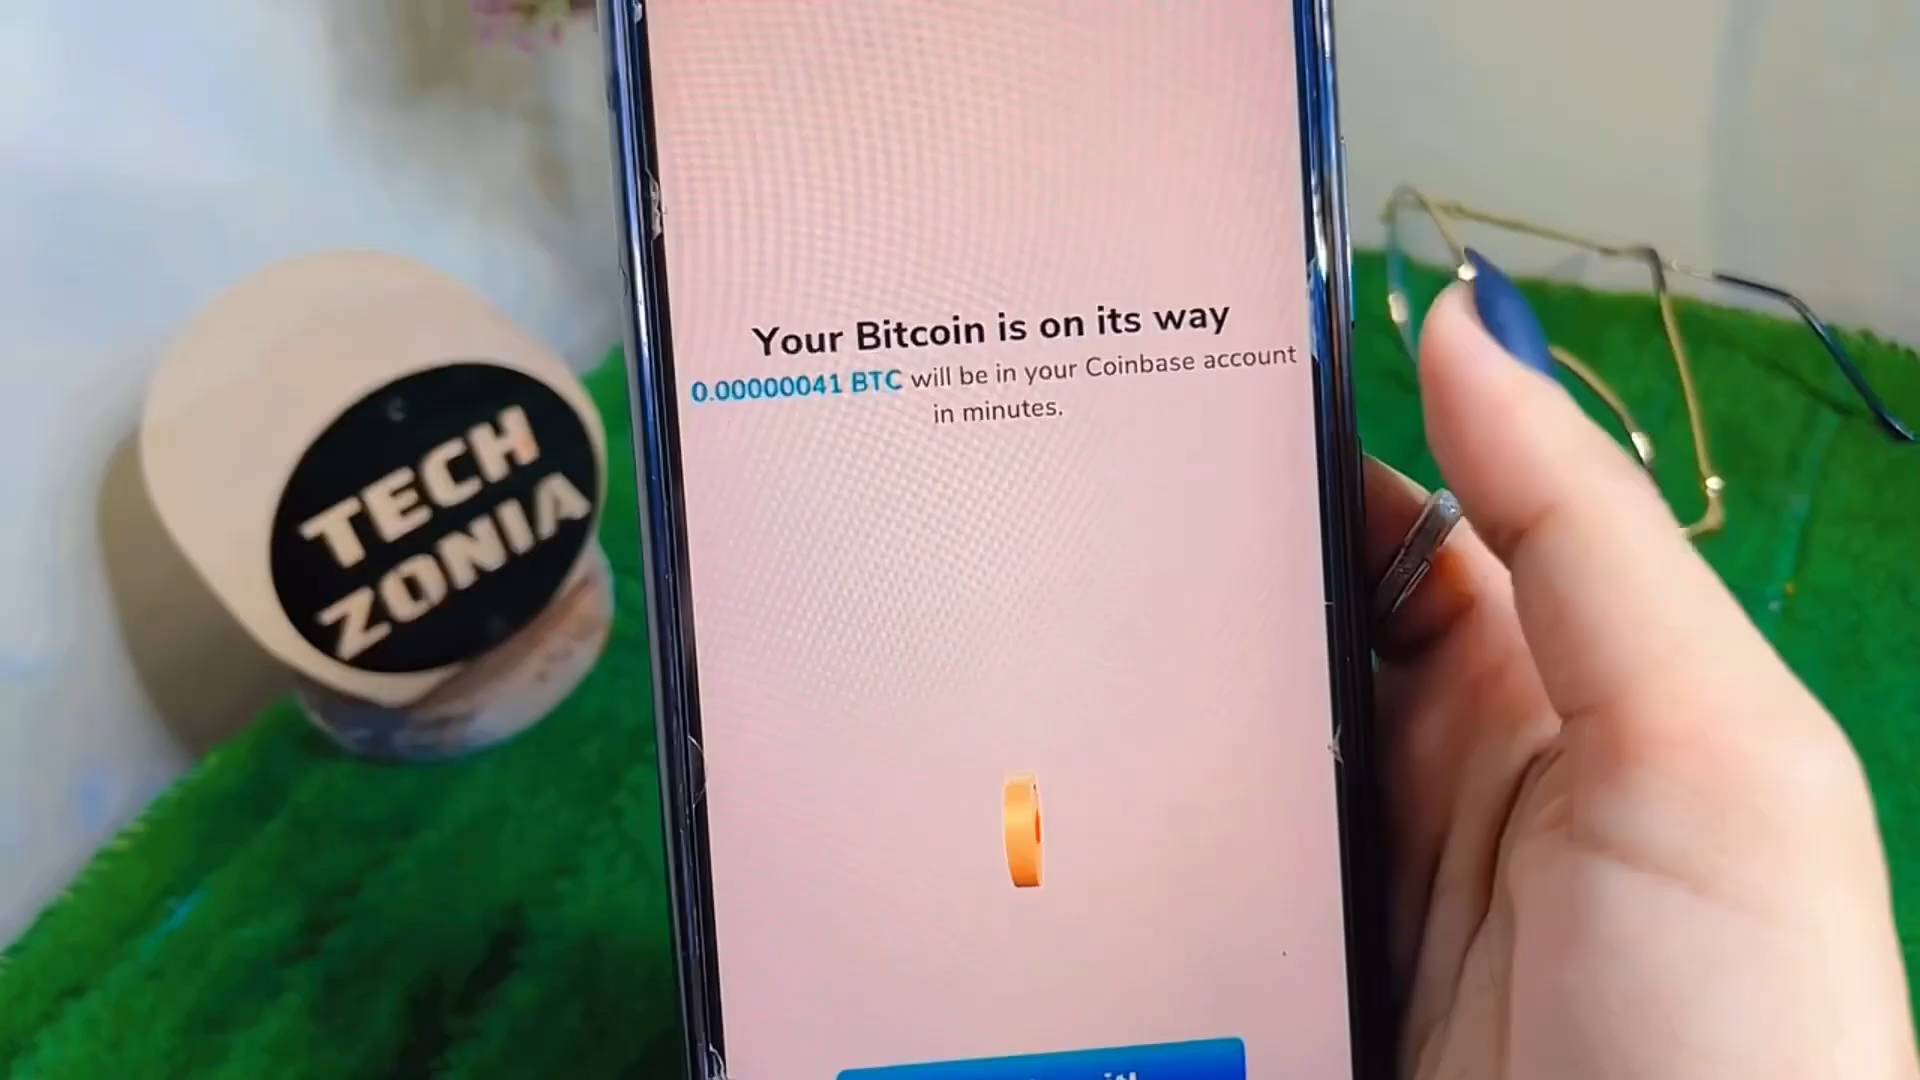 TECH
ZONIA
Your Bitcoin is on its way
0.00000041 BTC will be in your Coinbase account
in minutes.